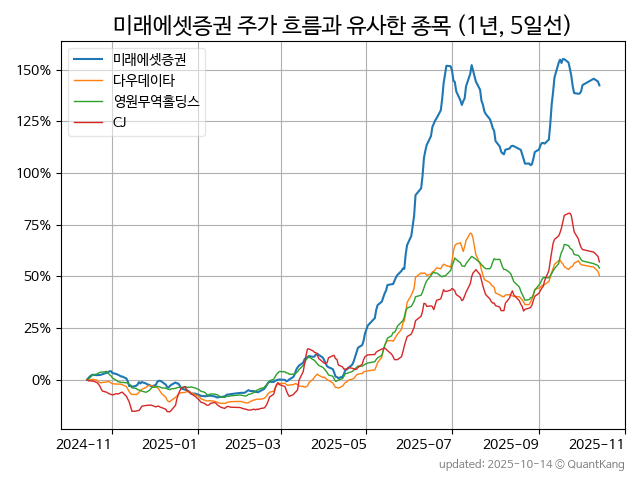 미래에셋증권 주가 흐름과 유사한 종목 (1년, 5일선)
미래에셋증권
다우데이타
영원무역홀딩스
CJ
150%
125%
100%
75%
50%
25%
0%
2024-11 2025-01 2025-03 2025-05 2025-07 2025-09 2025-11
updated: 2025-10-14 © QuantKang